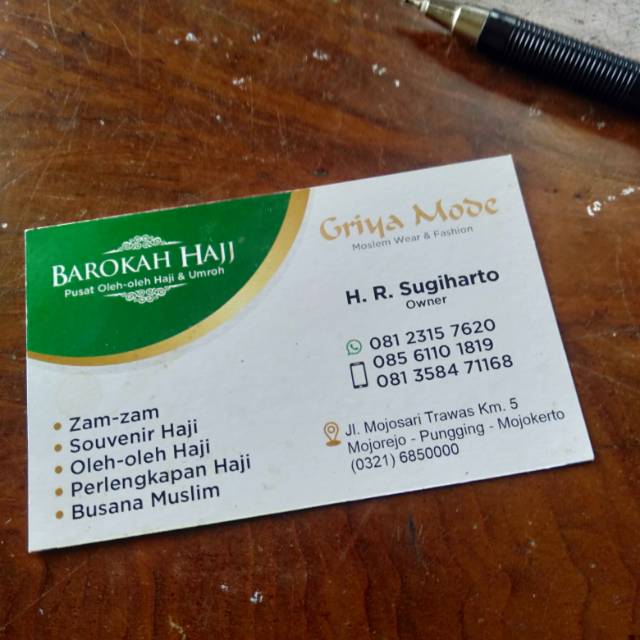 BAROKAH HAJJ
Pusat Oleh-oleh Haji & Umroh
Griya Mode
Moslem Wear & Fashion
H. R. Sugiharto
Owner
081 2315 7620
085 6110 1819
081 3584 71168
Zam-zam
Souvenir Haji
Oleh-oleh Haji
Perlengkapan Haji
Busana Muslim
Jl. Mojosari Trawas Km. 5
Mojorejo - Pungging - Mojokerto
(0321) 6850000